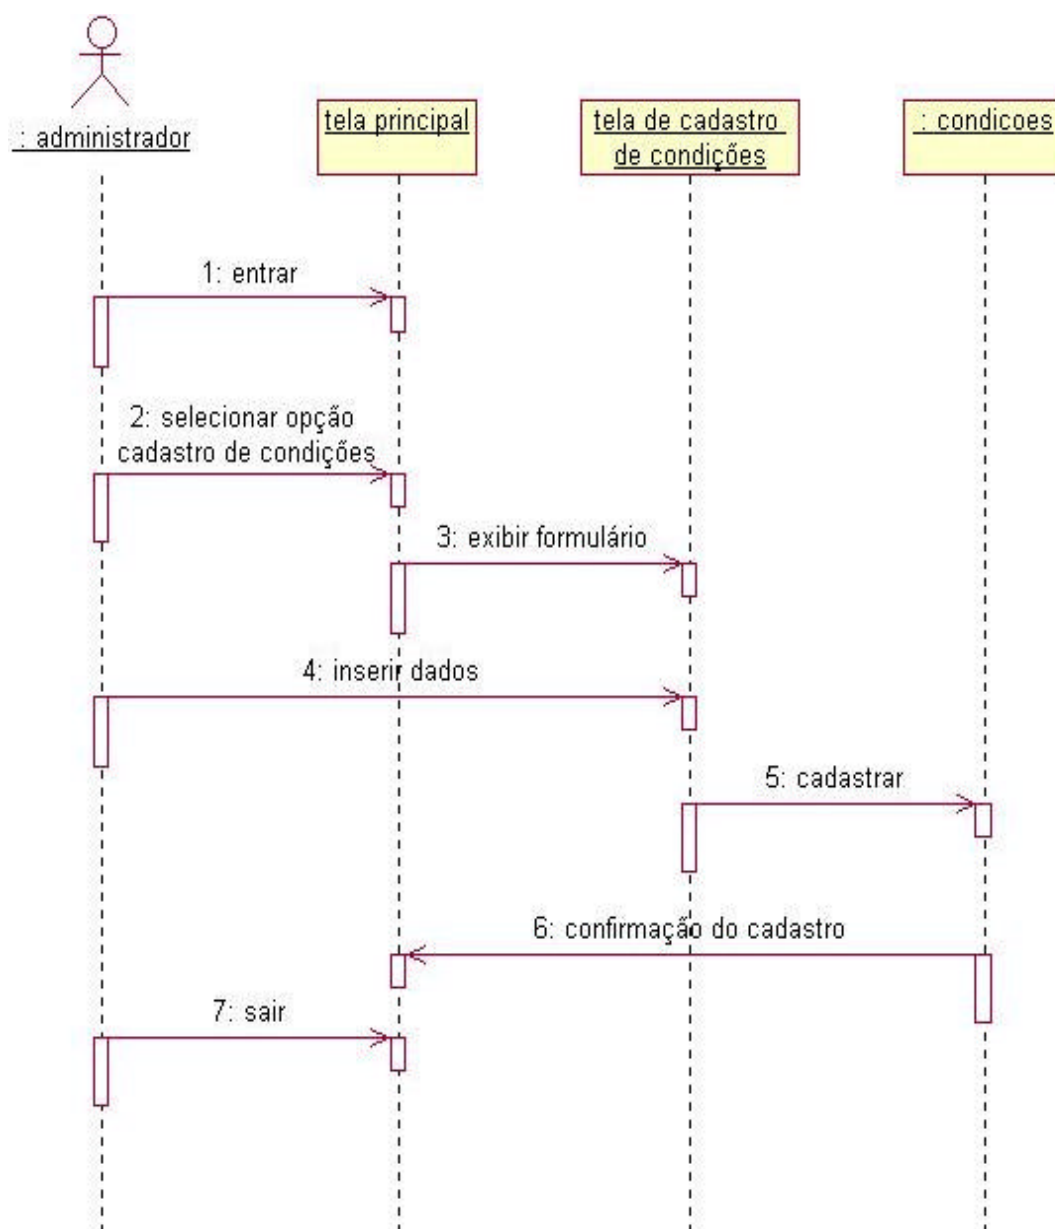 : administrador
tela principal
tela de cadastro
de condições
: condicoes
1: entrar
2: selecionar opção
cadastro de condições
3: exibir formulário
4: inserir dados
5: cadastrar
6: confirmação do cadastro
7: sair